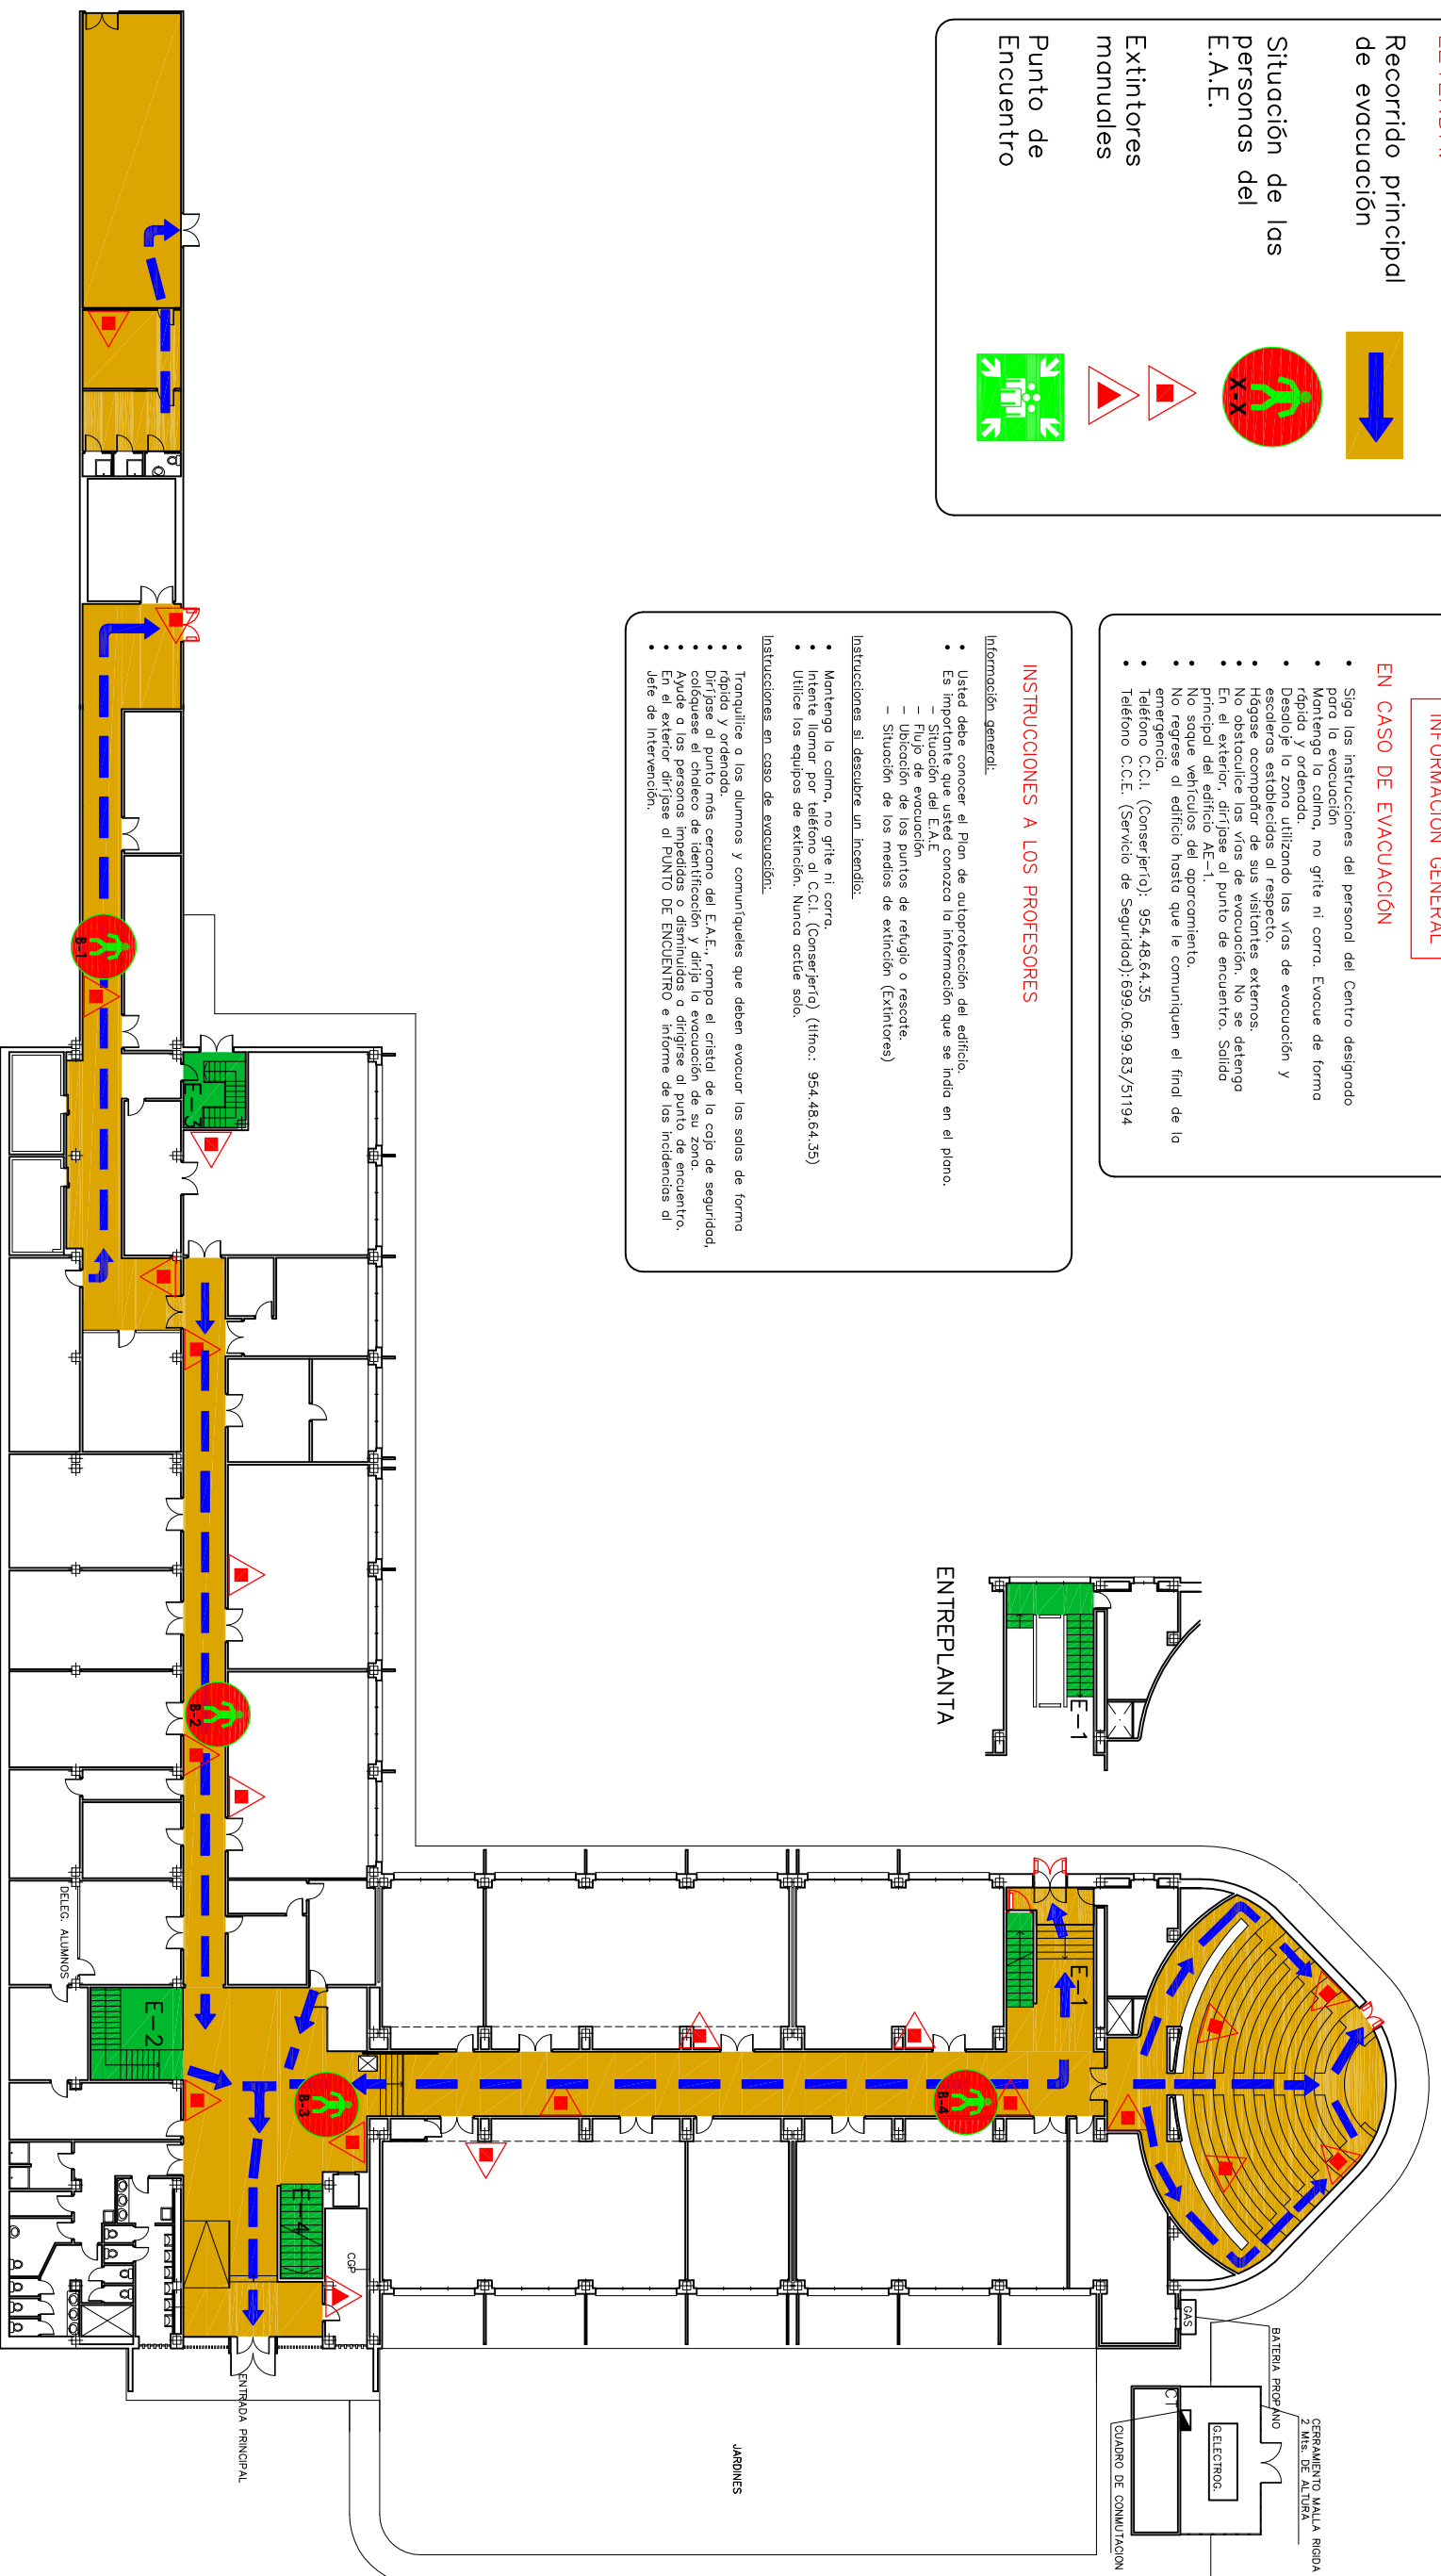 Recorrido principal
de evacuación
Situación de las
personas del
E.A.E.
X-X
Extintores
manuales
Punto de
Encuentro
INFORMACIÓN GENERAL
EN CASO DE EVACUACIÓN
• Siga las instrucciones del personal del Centro designado
para la evacuación
• Mantenga la calma, no grite ni corra. Evacue de forma
rápida y ordenada.
• Desaloje la zona utilizando las vías de evacuación y
escaleras establecidas al respecto.
• Hágase acompañar de sus visitantes externos.
• No obstaculice las vías de evacuación. No se detenga
• En el exterior, diríjase al punto de encuentro. Salida
principal del edificio AE-1.
• No saque vehículos del aparcamiento.
• No regrese al edificio hasta que le comuniquen el final de la
emergencia.
• Teléfono C.C.I. (Conserjería): 954.48.64.35
• Teléfono C.C.E. (Servicio de Seguridad):699.06.99.83/51194
INSTRUCCIONES A LOS PROFESORES
Información general:
• Usted debe conocer el Plan de autoprotección del edificio.
• Es importante que usted conozca la información que se india en el plano.
– Situación del E.A.E
– Flujo de evacuación
– Ubicación de los puntos de refugio o rescate.
– Situación de los medios de extinción (Extintores)
Instrucciones si descubre un incendio:
• Mantenga la calma, no grite ni corra.
• Intente llamar por teléfono al C.C.I. (Conserjería) (tlfno.: 954.48.64.35)
• Utilice los equipos de extinción. Nunca actúe solo.
Instrucciones en caso de evacuación:
• Tranquilice a los alumnos y comuníqueles que deben evacuar las salas de forma
rápida y ordenada.
• Diríjase al punto más cercano del E.A.E., rompa el cristal de la caja de seguridad,
colóquese el chaleco de identificación y dirija la evacuación de su zona.
• Ayude a las personas impedidas o disminuidas a dirigirse al punto de encuentro.
• En el exterior diríjase al PUNTO DE ENCUENTRO e informe de las incidencias al
Jefe de Intervención.
ENTREPLANTA
E-1
E-1
GAS
BATERIA PROPANO
CERRAMIENTO MALLA RIGIDA
2 Mts. DE ALTURA
G.ELECTROG.
CT
CUADRO DE CONMUTACION
JARDINES
B-4
B-3
CGP
E-4
ENTRADA PRINCIPAL
E-2
DELEG. ALUMNOS
B-2
E-3
B-1